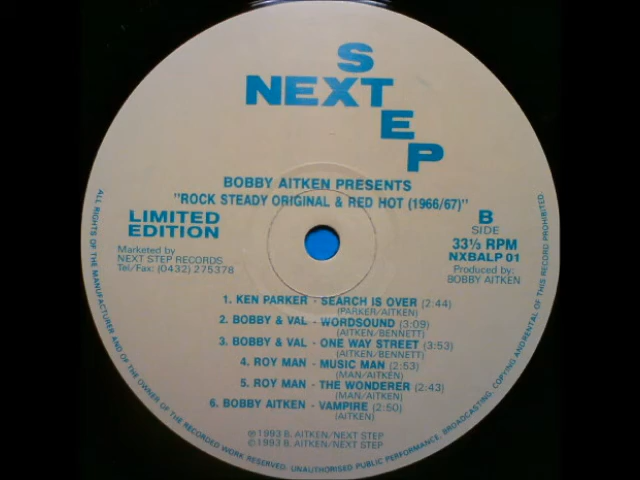 NEXT
STEP
BOBBY AITKEN PRESENTS
"ROCK STEADY ORIGINAL & RED HOT (1966/67)"
LIMITED
EDITION
Marketed by
NEXT STEP RECORDS
Tel/Fax: (0432) 275378
B
SIDE
33⅓ RPM
NXBALP 01
Produced by:
BOBBY AITKEN
1. KEN PARKER - SEARCH IS OVER (2:44)
(PARKER/AITKEN)
2. BOBBY & VAL - WORDSOUND (3:09)
(AITKEN/BENNETT)
3. BOBBY & VAL - ONE WAY STREET (3:53)
(AITKEN/BENNETT)
4. ROY MAN - MUSIC MAN (2:53)
(MAN/AITKEN)
5. ROY MAN - THE WONDERER (2:43)
(MAN/AITKEN)
6. BOBBY AITKEN - VAMPIRE (2:50)
(AITKEN)
℗1993 B. AITKEN/NEXT STEP
©1993 B. AITKEN/NEXT STEP
ALL RIGHTS OF THE MANUFACTURER AND OF THE OWNER OF THE RECORDED WORK RESERVED. UNAUTHORISED PUBLIC PERFORMANCE, BROADCASTING, COPYING AND RENTAL OF THIS RECORD PROHIBITED.